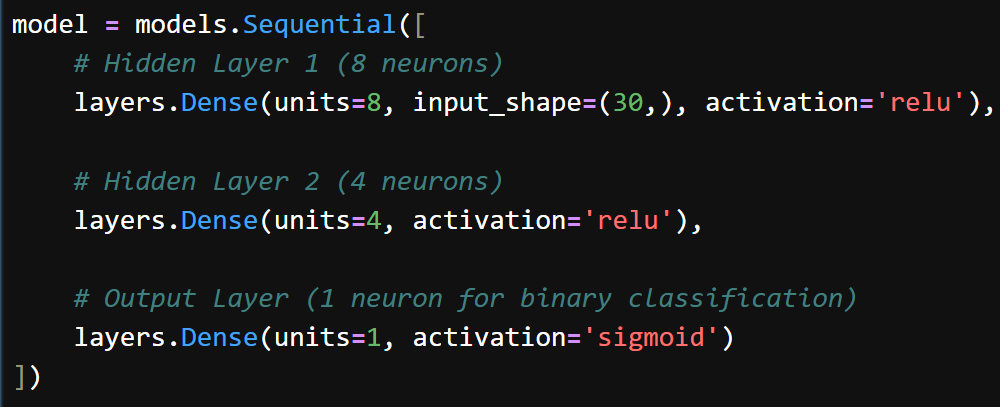 model = models.Sequential([
    # Hidden Layer 1 (8 neurons)
    layers.Dense(units=8, input_shape=(30,), activation='relu'),

    # Hidden Layer 2 (4 neurons)
    layers.Dense(units=4, activation='relu'),

    # Output Layer (1 neuron for binary classification)
    layers.Dense(units=1, activation='sigmoid')
])